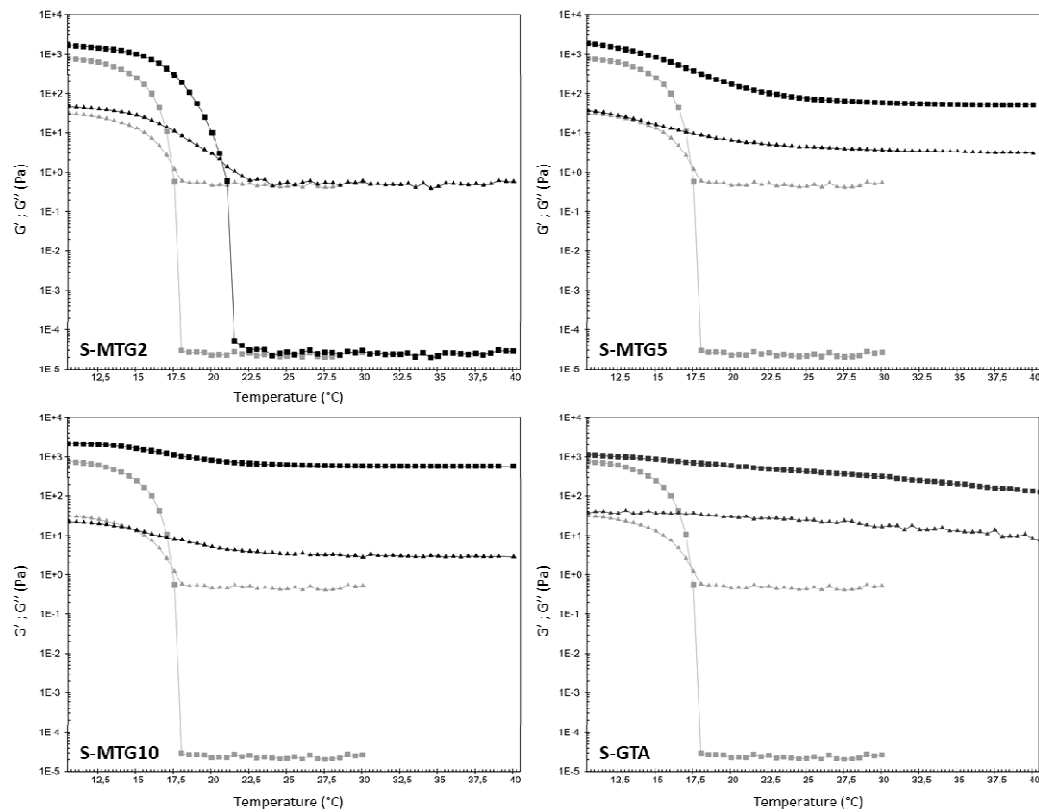 1E+4
1E+3
1E+2
1E+1
1E+0
1E-1
1E-2
1E-3
1E-4
1E-5
G' ; G'' (Pa)
S-MTG2
12,5 15 17,5 20 22,5 25 27,5 30 32,5 35 37,5 40
Temperature (°C)
1E+4
1E+3
1E+2
1E+1
1E+0
1E-1
1E-2
1E-3
1E-4
1E-5
G' ; G'' (Pa)
S-MTG5
12,5 15 17,5 20 22,5 25 27,5 30 32,5 35 37,5 40
1E+4
1E+3
1E+2
1E+1
1E+0
1E-1
1E-2
1E-3
1E-4
1E-5
G' ; G'' (Pa)
S-MTG10
12,5 15 17,5 20 22,5 25 27,5 30 32,5 35 37,5 40
Temperature (°C)
1E+4
1E+3
1E+2
1E+1
1E+0
1E-1
1E-2
1E-3
1E-4
1E-5
G' ; G'' (Pa)
S-GTA
12,5 15 17,5 20 22,5 25 27,5 30 32,5 35 37,5 40
Temperature (°C)